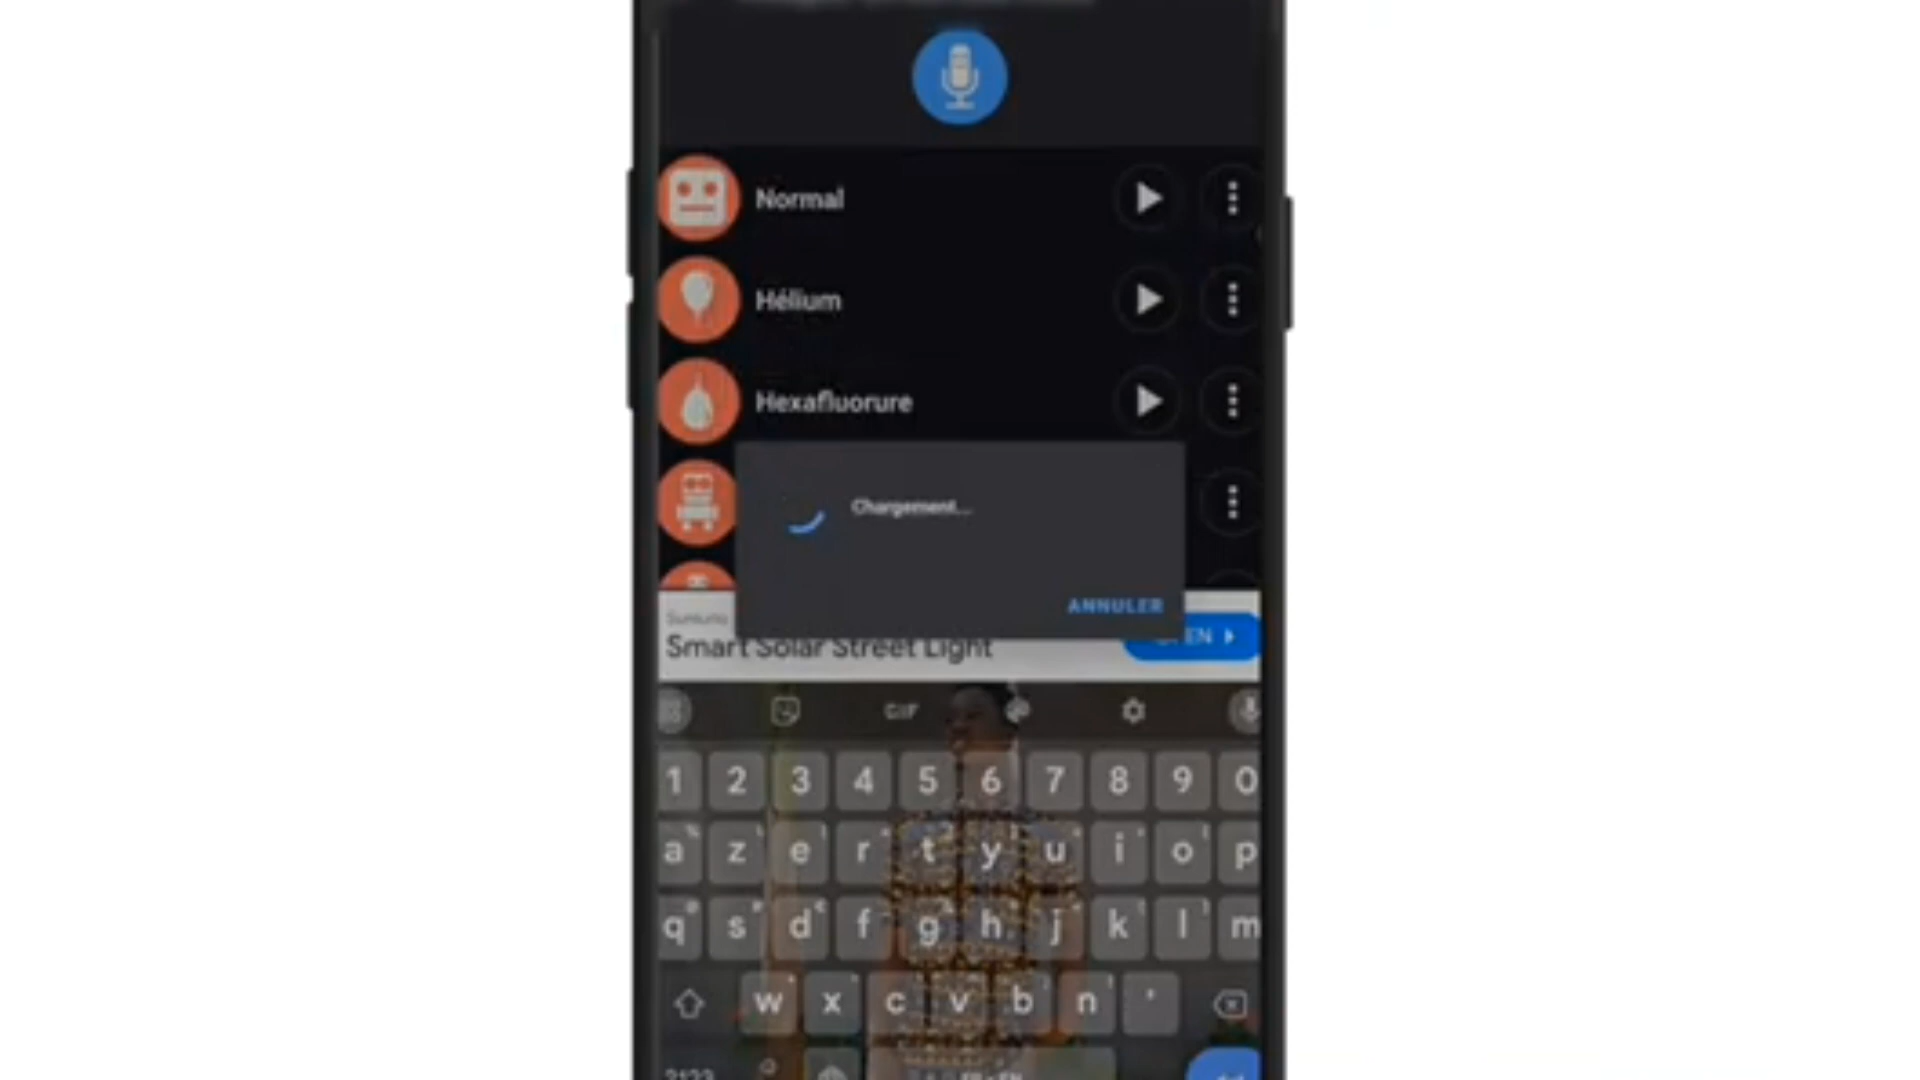 Normal
Hélium
Hexafluorure
Chargement...
ANNULER
Smart Solar Street Light
GIF
1 2 3 4 5 6 7 8 9 0
a z e r t y u i o p
q s d f g h j k l m
w x c v b n '